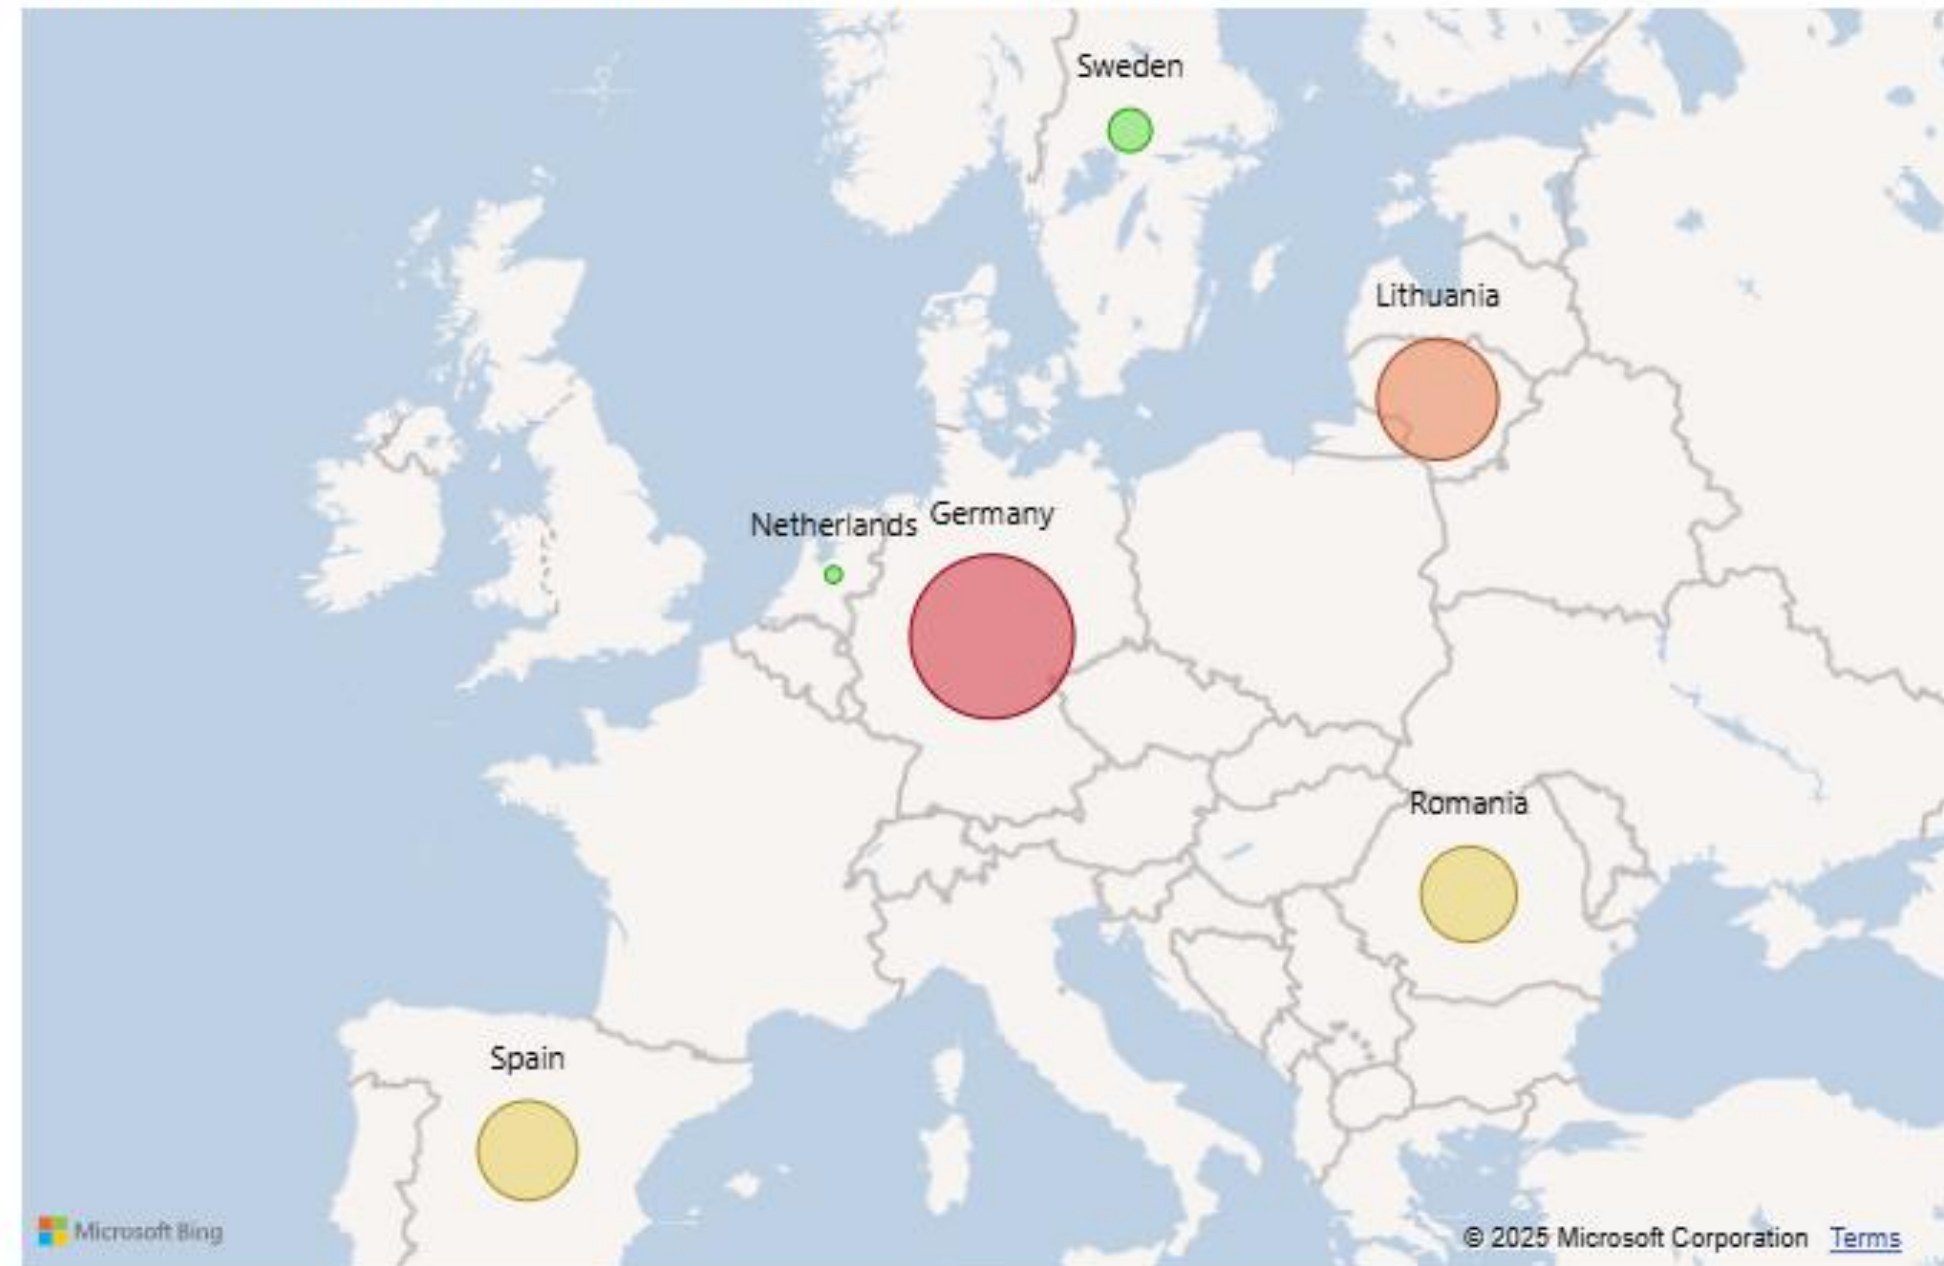 Sweden
Lithuania
Netherlands
Germany
Romania
Spain
Microsoft Bing
© 2025 Microsoft Corporation Terms